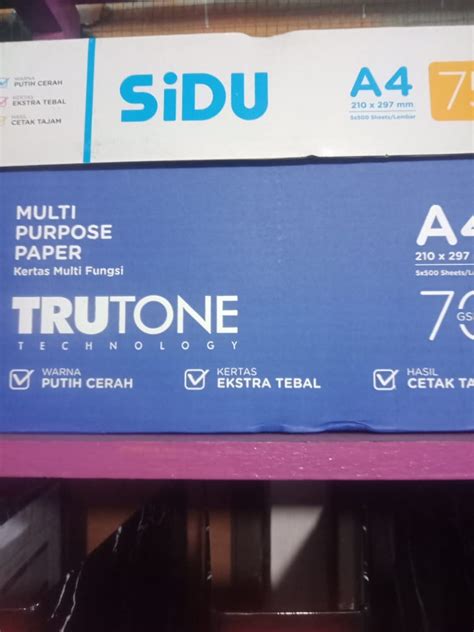 WARNA
PUTIH CERAH
KERTAS
EKSTRA TEBAL
HASIL
CETAK TAJAM
SiDU
A4
210 x 297 mm
5x500 Sheets/Lembar
75
MULTI
PURPOSE
PAPER
Kertas Multi Fungsi
TRUTONE
TECHNOLOGY
A4
210 x 297
5x500 Sheets/Le
70
GS
WARNA
PUTIH CERAH
KERTAS
EKSTRA TEBAL
HASIL
CETAK TA